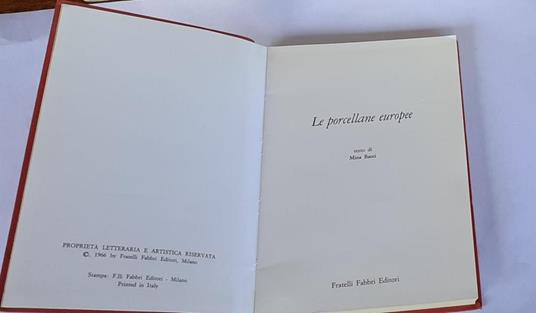 PROPRIETA LETTERARIA E ARTISTICA RISERVATA
©, 1966 by Fratelli Fabbri Editori, Milano
Stampa: F.lli Fabbri Editori - Milano
Printed in Italy
Le porcellane europee
testo di
Mina Bacci
Fratelli Fabbri Editori